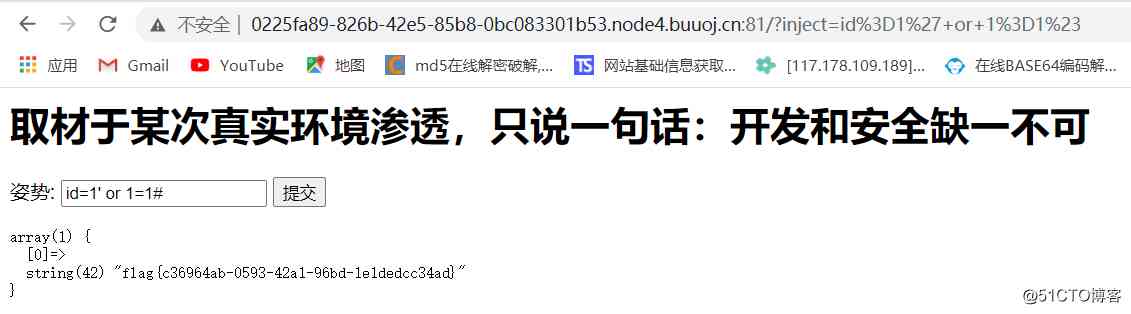 不安全 | 0225fa89-826b-42e5-85b8-0bc083301b53.node4.buuoj.cn:81/?inject=id%3D1%27+or+1%3D1%23
应用 Gmail YouTube 地图 md5在线解密破解,... 网站基础信息获取... [117.178.109.189]... 在线BASE64编码解...
取材于某次真实环境渗透，只说一句话：开发和安全缺一不可
姿势: id=1' or 1=1# 提交
array(1) {
[0]=>
string(42) "flag{c36964ab-0593-42a1-96bd-1e1dedcc34ad}"
}
@51CTO博客